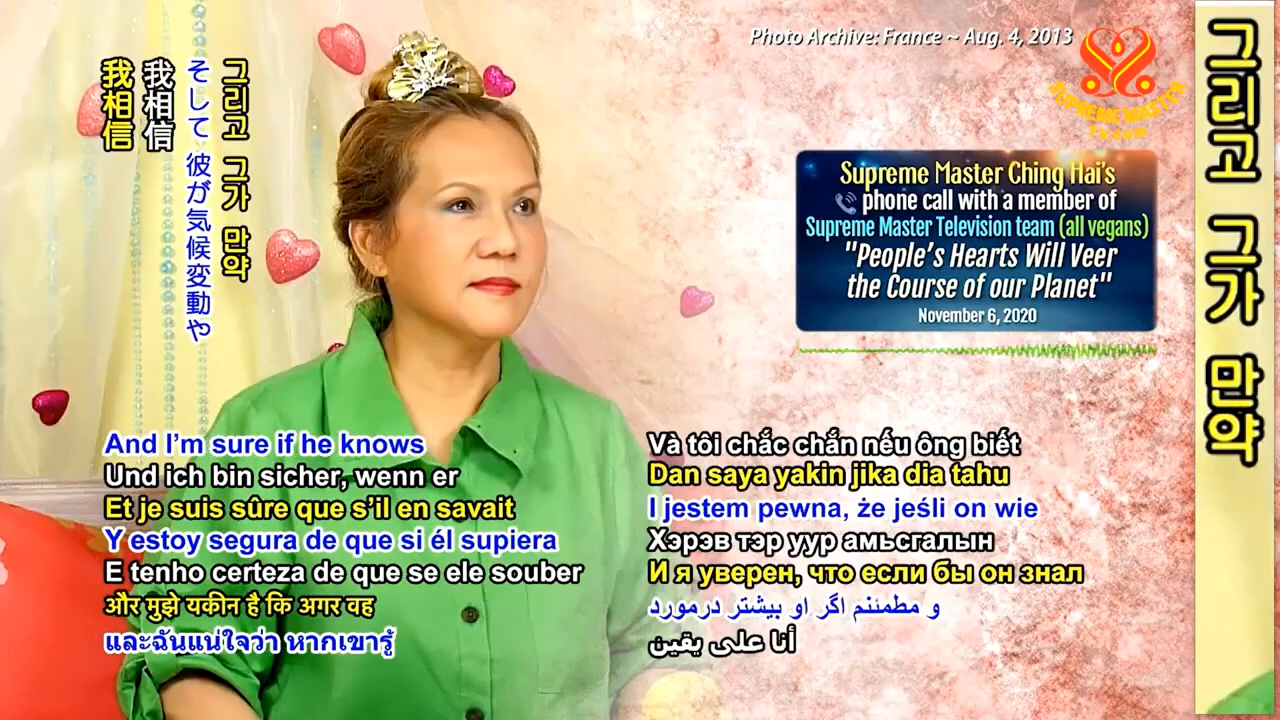 Photo Archive: France ~ Aug. 4, 2013
SUPREME MASTER
TV.com
Supreme Master Ching Hai's
phone call with a member of
Supreme Master Television team (all vegans)
"People's Hearts Will Veer
the Course of our Planet"
November 6, 2020
그리고 그가 만약
そして 彼が気候変動や
我相信
我相信
그리고 그가 만약
And I'm sure if he knows
Und ich bin sicher, wenn er
Et je suis sûre que s'il en savait
Y estoy segura de que si él supiera
E tenho certeza de que se ele souber
और मुझे यकीन है कि अगर वह
และฉันแน่ใจว่า หากเขารู้
Và tôi chắc chắn nếu ông biết
Dan saya yakin jika dia tahu
I jestem pewna, że jeśli on wie
Хэрэв тэр уур амьсгалын
И я уверен, что если бы он знал
و مطمئنم اگر او بیشتر درمورد
أنا على يقين